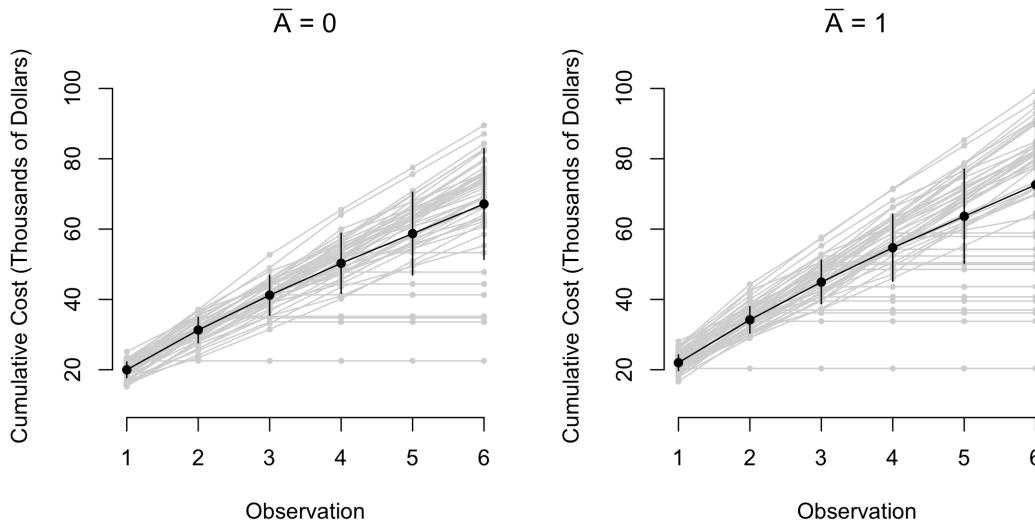 A̅ = 0
Cumulative Cost (Thousands of Dollars)
100
80
60
40
20
1 2 3 4 5 6
Observation
A̅ = 1
Cumulative Cost (Thousands of Dollars)
100
80
60
40
20
1 2 3 4 5 6
Observation